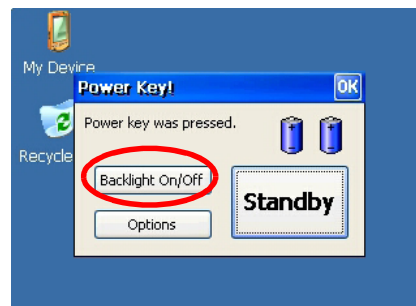 My Device
Power Key!
OK
Power key was pressed.
Recycle
Backlight On/Off
Standby
Options